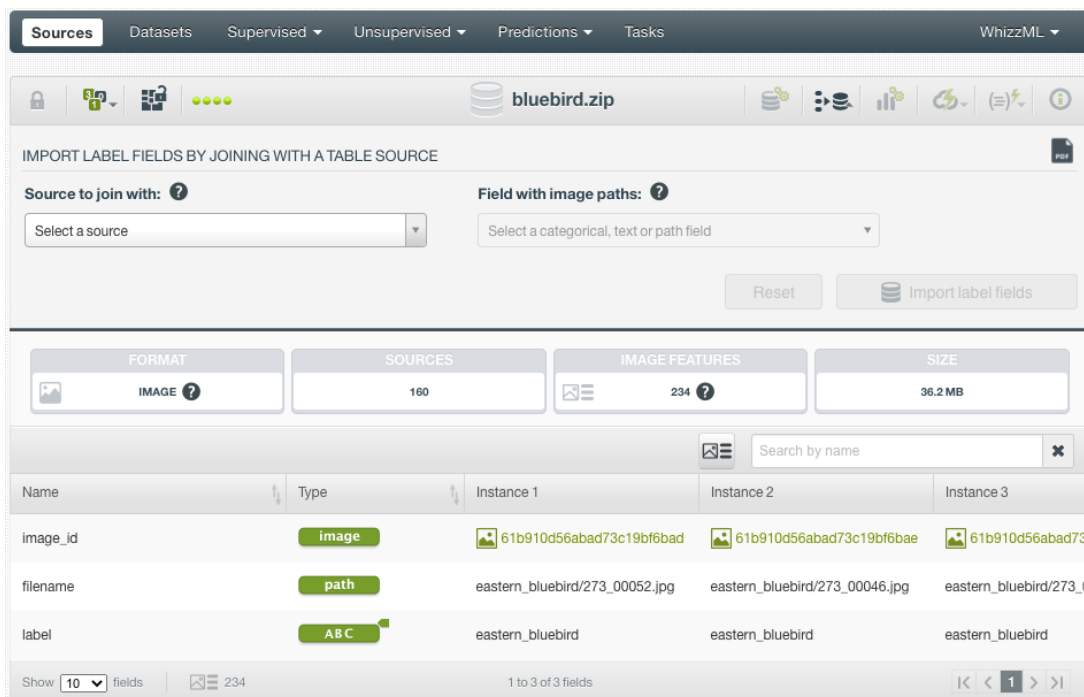 Sources Datasets Supervised Unsupervised Predictions Tasks WhizzML
bluebird.zip
IMPORT LABEL FIELDS BY JOINING WITH A TABLE SOURCE
PDF
Source to join with: ? Field with image paths: ?
Select a source Select a categorical, text or path field
Reset Import label fields
FORMAT SOURCES IMAGE FEATURES SIZE
IMAGE ? 160 234 ? 36.2 MB
Search by name
Name Type Instance 1 Instance 2 Instance 3
image_id image 61b910d56abad73c19bf6bad 61b910d56abad73c19bf6bae 61b910d56abad73
filename path eastern_bluebird/273_00052.jpg eastern_bluebird/273_00046.jpg eastern_bluebird/273_
label ABC eastern_bluebird eastern_bluebird eastern_bluebird
Show 10 fields 234 1 to 3 of 3 fields 1